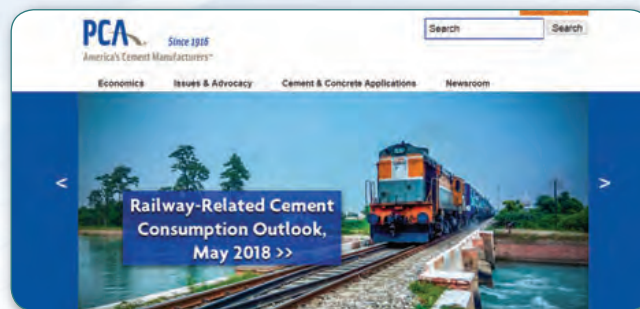 PCA
Since 1916
America's Cement Manufacturers™
Search
Search
Economics
Issues & Advocacy
Cement & Concrete Applications
Newsroom
<
>
Railway-Related Cement
Consumption Outlook,
May 2018 >>